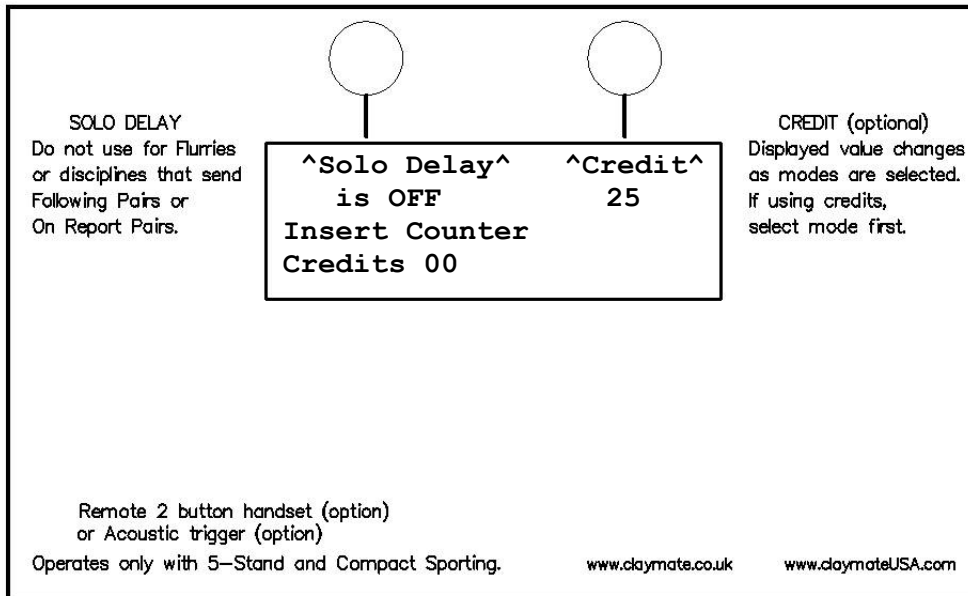 SOLO DELAY
Do not use for Flurries
or disciplines that send
Following Pairs or
On Report Pairs.
^Solo Delay^ ^Credit^
is OFF 25
Insert Counter
Credits 00
CREDIT (optional)
Displayed value changes
as modes are selected.
If using credits,
select mode first.
Remote 2 button handset (option)
or Acoustic trigger (option)
Operates only with 5-Stand and Compact Sporting.
www.claymate.co.uk www.claymateUSA.com